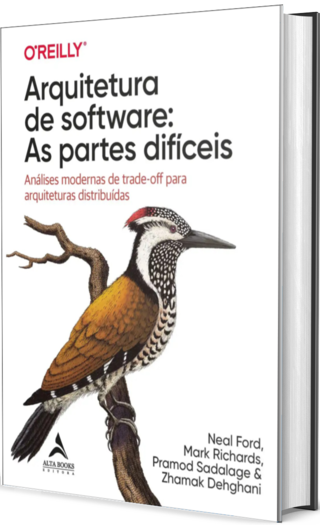 O'REILLY®
Arquitetura
de software:
As partes difíceis
Análises modernas de trade-off para
arquiteturas distribuídas
ALTA BOOKS
EDITORA
Neal Ford,
Mark Richards,
Pramod Sadalage &
Zhamak Dehghani